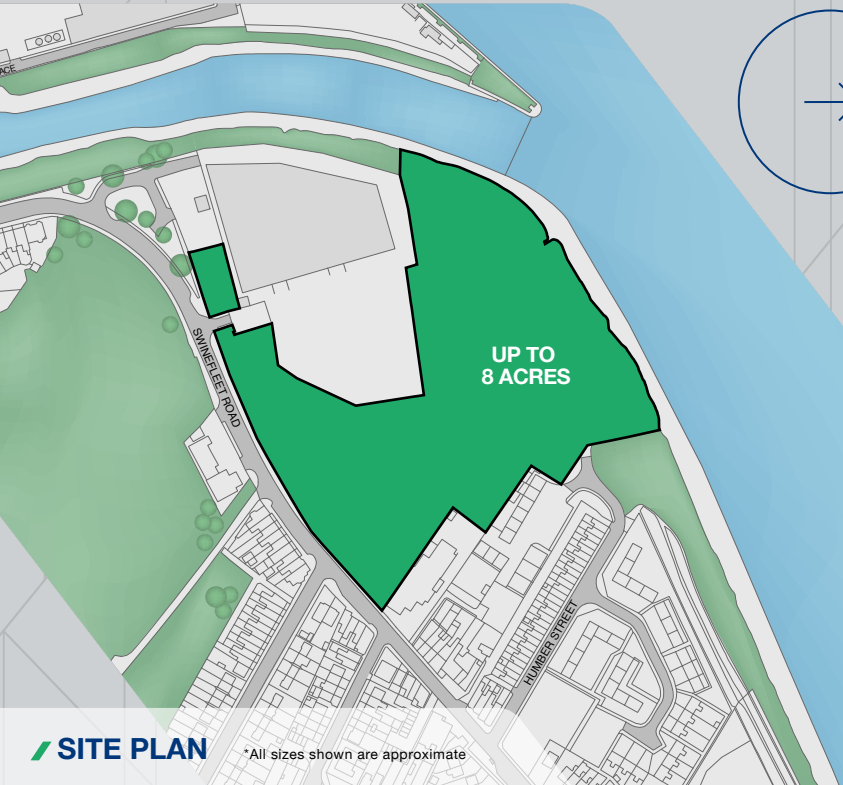 SWINEFLEET ROAD
UP TO
8 ACRES
HUMBER STREET
SITE PLAN
*All sizes shown are approximate